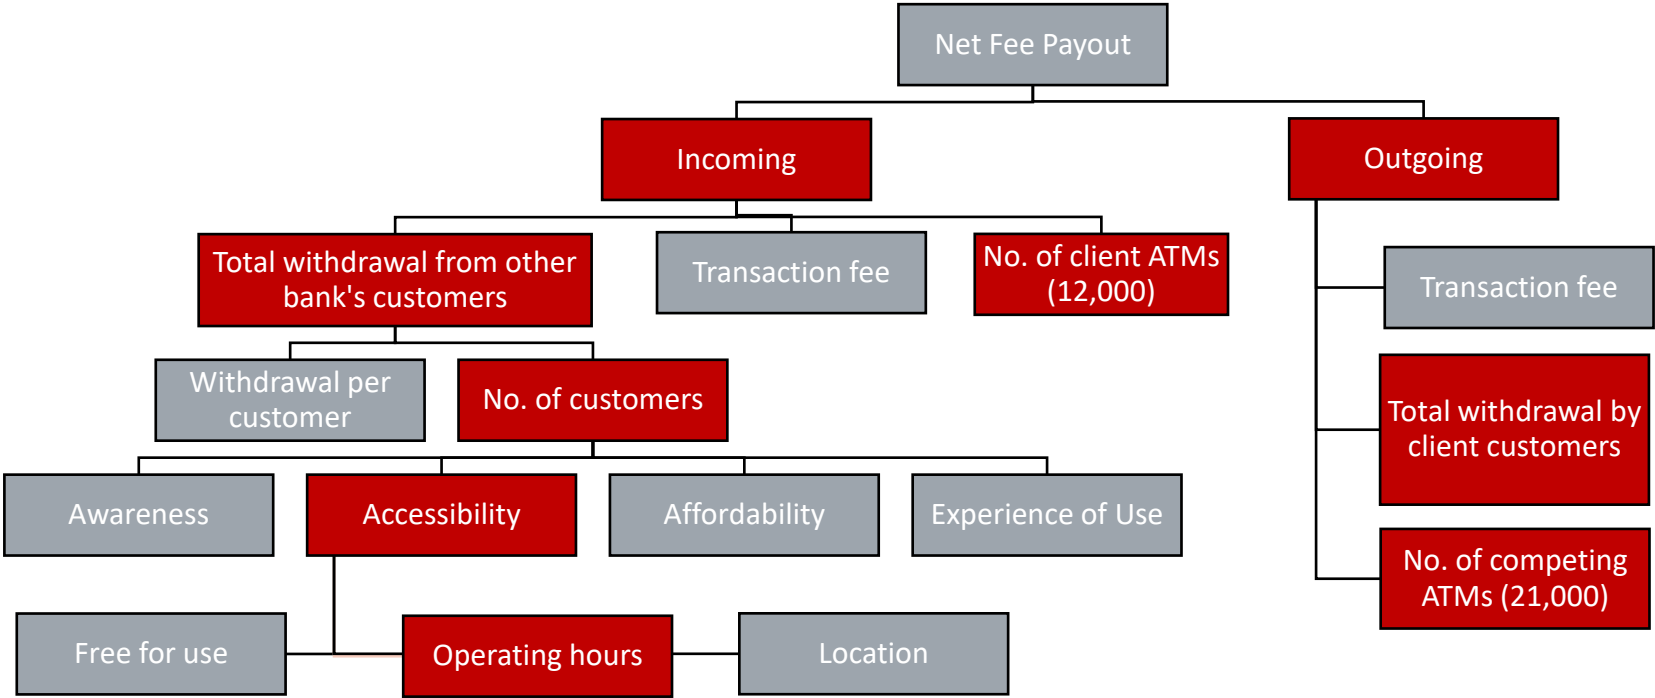 Net Fee Payout
Incoming
Outgoing
Total withdrawal from other
bank's customers
Transaction fee
No. of client ATMs
(12,000)
Transaction fee
Withdrawal per
customer
No. of customers
Total withdrawal by
client customers
Awareness
Accessibility
Affordability
Experience of Use
No. of competing
ATMs (21,000)
Free for use
Operating hours
Location